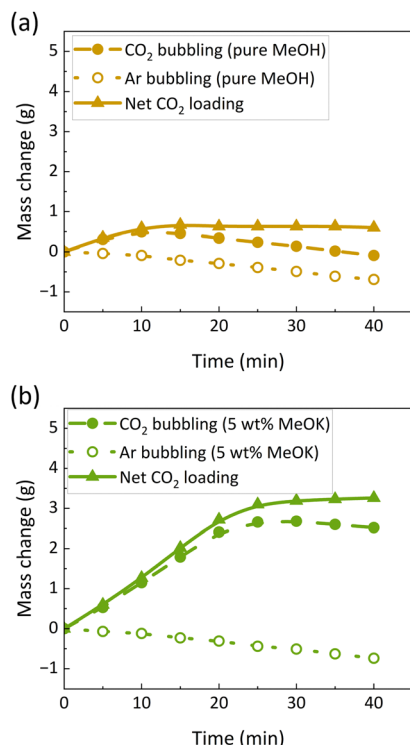 (a)
CO₂ bubbling (pure MeOH)
Ar bubbling (pure MeOH)
Net CO₂ loading
Mass change (g)
5
4
3
2
1
0
−1
0 10 20 30 40
Time (min)
(b)
CO₂ bubbling (5 wt% MeOK)
Ar bubbling (5 wt% MeOK)
Net CO₂ loading
Mass change (g)
5
4
3
2
1
0
−1
0 10 20 30 40
Time (min)